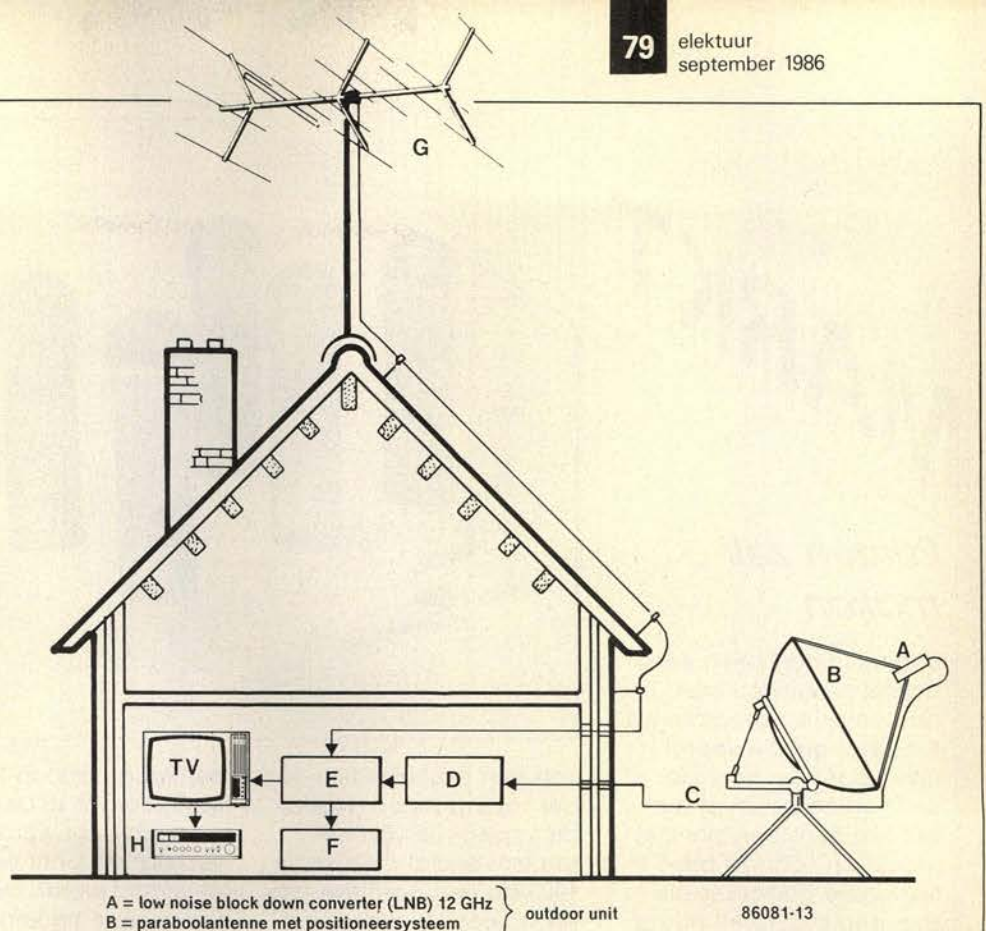 79
elektuur
september 1986
G
A
B
TV
E
D
C
H
F
A = low noise block down converter (LNB) 12 GHz
B = paraboolantenne met positioneersysteem
outdoor unit
86081-13